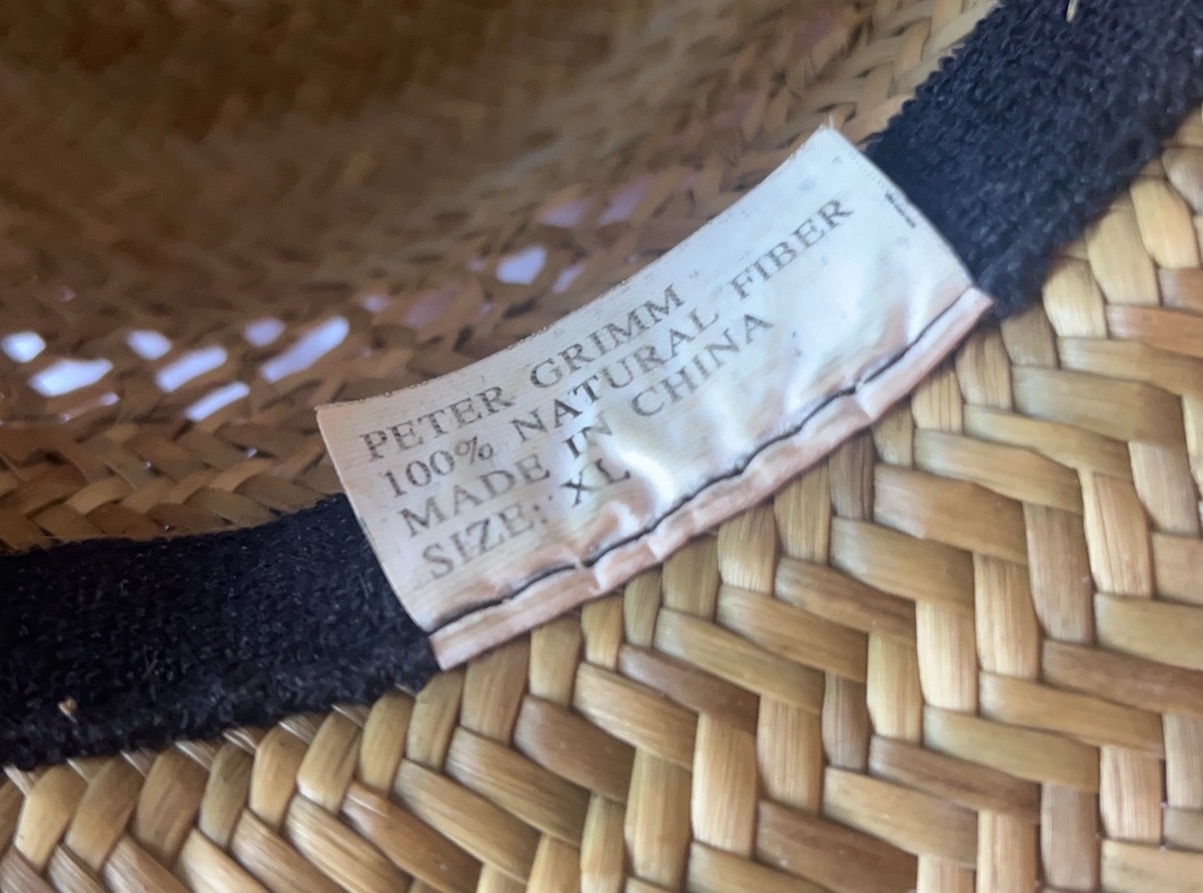 PETER GRIMM
100% NATURAL FIBER
MADE IN CHINA
SIZE: XL